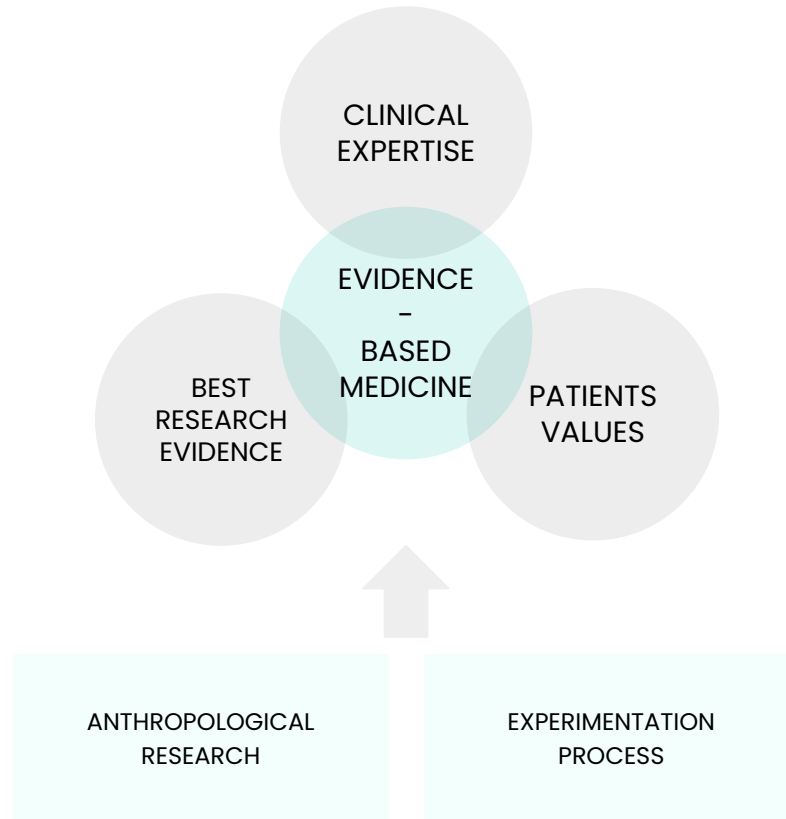 CLINICAL
EXPERTISE
EVIDENCE
-
BASED
MEDICINE
BEST
RESEARCH
EVIDENCE
PATIENTS
VALUES
ANTHROPOLOGICAL
RESEARCH
EXPERIMENTATION
PROCESS